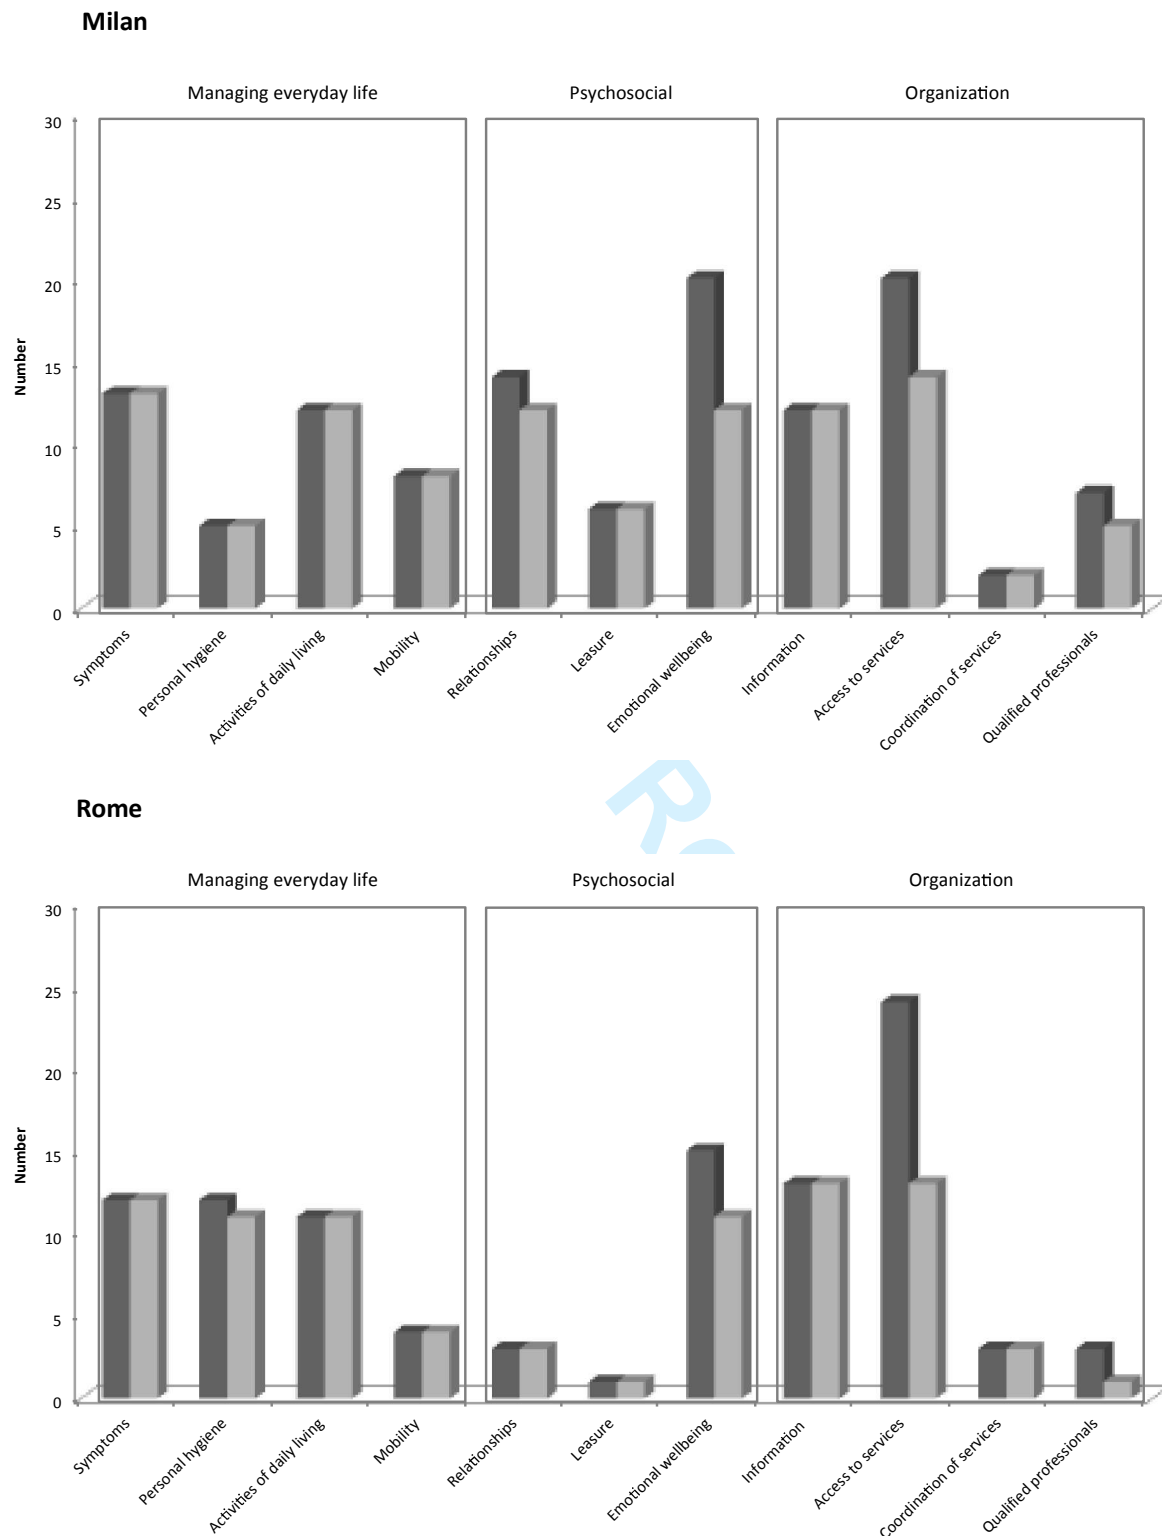 Milan
Managing everyday life Psychosocial Organization
30
25
20
15
10
5
0
Number
Symptoms
Personal hygiene
Activities of daily living
Mobility
Relationships
Leasure
Emotional wellbeing
Information
Access to services
Coordination of services
Qualified professionals
Rome
Managing everyday life Psychosocial Organization
30
25
20
15
10
5
0
Number
Symptoms
Personal hygiene
Activities of daily living
Mobility
Relationships
Leasure
Emotional wellbeing
Information
Access to services
Coordination of services
Qualified professionals